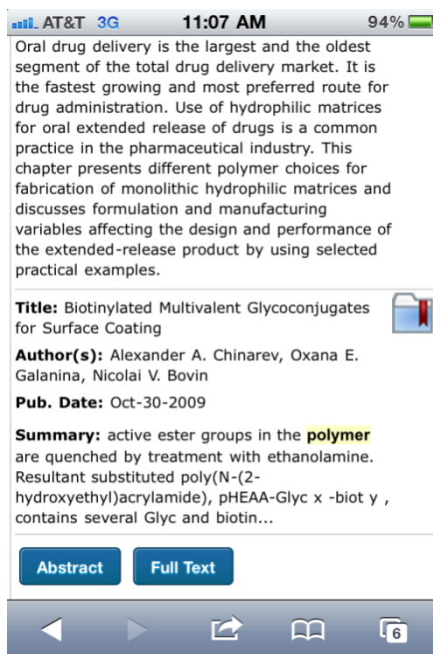 AT&T 3G 11:07 AM 94%
Oral drug delivery is the largest and the oldest
segment of the total drug delivery market. It is
the fastest growing and most preferred route for
drug administration. Use of hydrophilic matrices
for oral extended release of drugs is a common
practice in the pharmaceutical industry. This
chapter presents different polymer choices for
fabrication of monolithic hydrophilic matrices and
discusses formulation and manufacturing
variables affecting the design and performance of
the extended-release product by using selected
practical examples.
Title: Biotinylated Multivalent Glycoconjugates
for Surface Coating
Author(s): Alexander A. Chinarev, Oxana E.
Galanina, Nicolai V. Bovin
Pub. Date: Oct-30-2009
Summary: active ester groups in the polymer
are quenched by treatment with ethanolamine.
Resultant substituted poly(N-(2-
hydroxyethyl)acrylamide), pHEAA-Glyc x -biot y ,
contains several Glyc and biotin...
Abstract Full Text
6